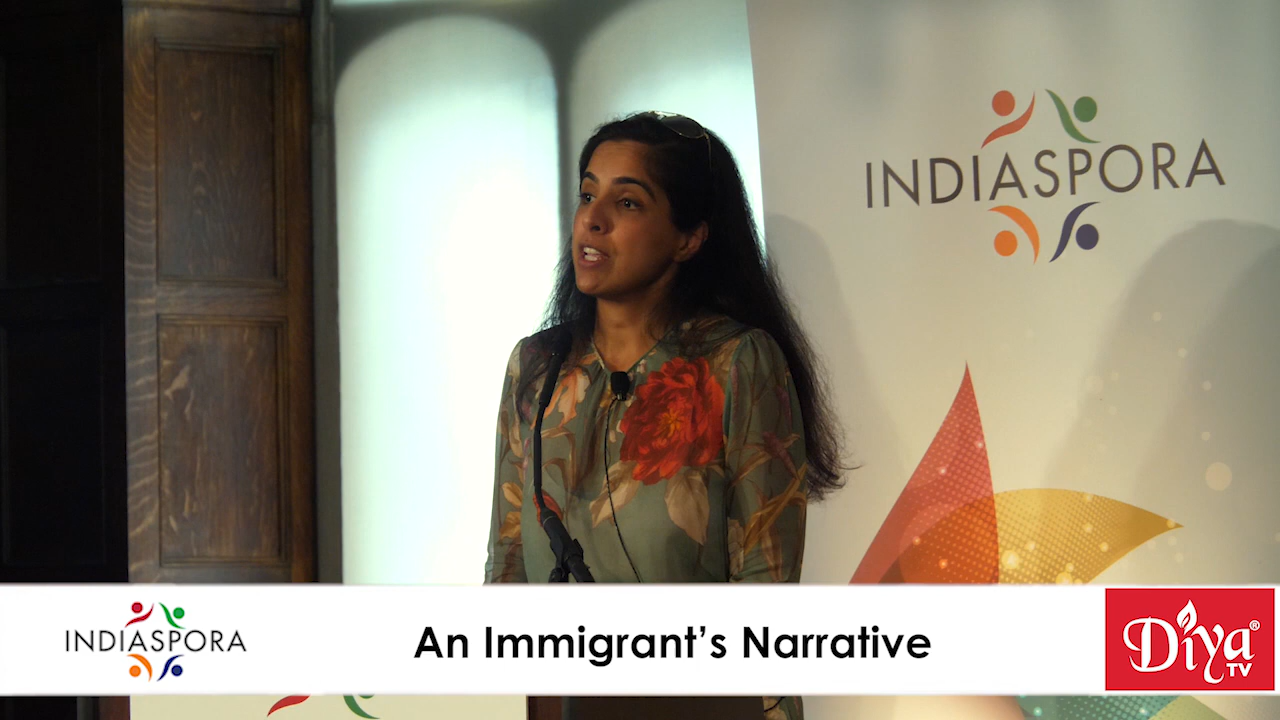 INDIASPORA
INDIASPORA
An Immigrant's Narrative
Diya®
TV